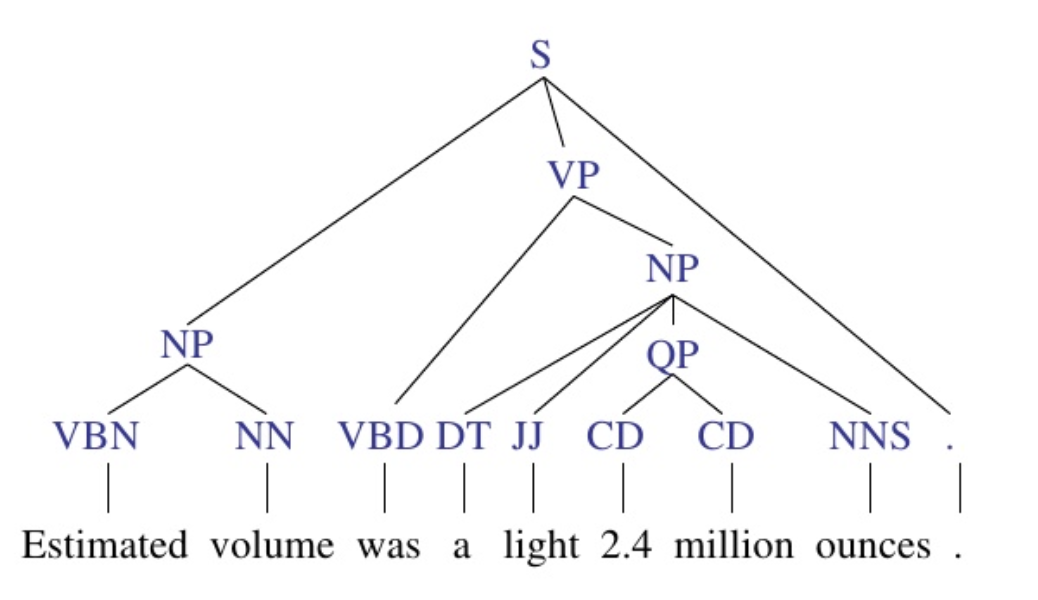 S
VP
NP
NP
QP
VBN NN VBD DT JJ CD CD NNS .
Estimated volume was a light 2.4 million ounces .